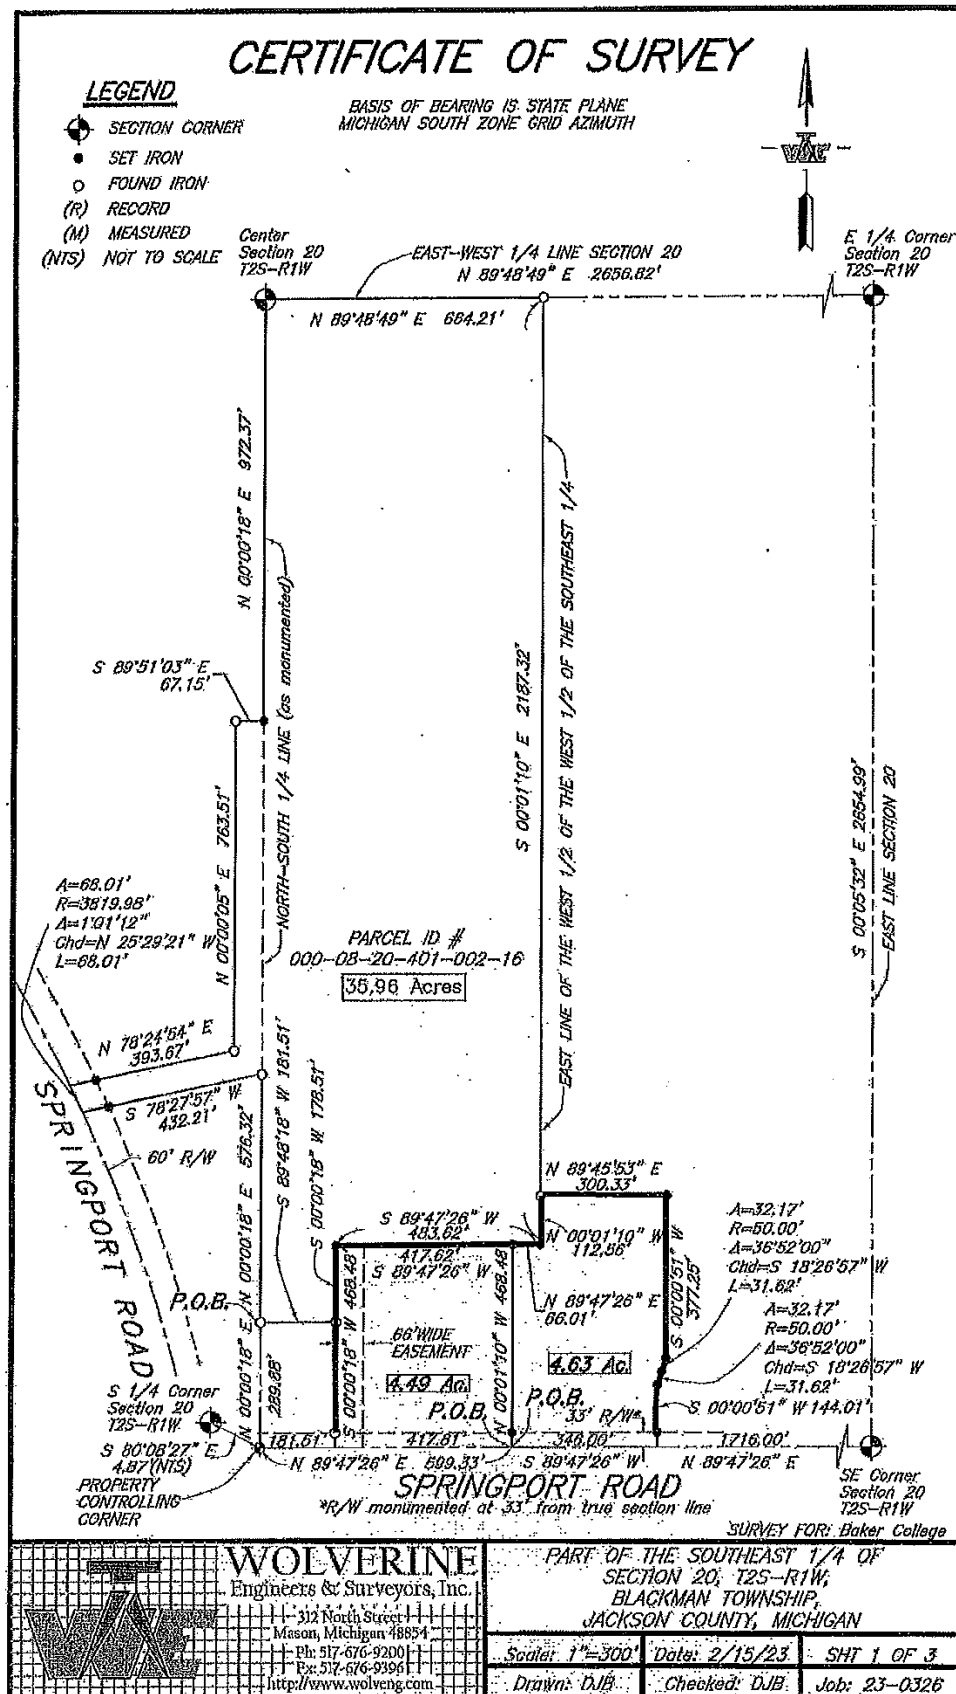 CERTIFICATE OF SURVEY
LEGEND
SECTION CORNER
SET IRON
FOUND IRON
(R) RECORD
(M) MEASURED
(NTS) NOT TO SCALE
BASIS OF BEARING IS STATE PLANE
MICHIGAN SOUTH ZONE GRID AZIMUTH
Center
Section 20
T2S-R1W
EAST-WEST 1/4 LINE SECTION 20
N 89°48'49" E 2656.82'
E 1/4 Corner
Section 20
T2S-R1W
N 89°48'49" E 664.21'
N 00°00'18" E 972.37'
NORTH-SOUTH 1/4 LINE (as monumented)
S 00°01'10" E 2187.32'
EAST LINE OF THE WEST 1/2 OF THE WEST 1/2 OF THE SOUTHEAST 1/4
S 00°05'32" E 2654.99'
EAST LINE SECTION 20
S 89°51'03" E
67.15'
N 00°00'05" E 763.51'
A=68.01'
R=3819.98'
Δ=1°01'12"
Chd=N 25°29'21" W
L=68.01'
PARCEL ID #
000-08-20-401-002-16
35.96 Acres
N 78°24'54" E
393.67'
S 78°27'57" W
432.21'
60' R/W
SPRINGPORT ROAD
N 00°00'18" E 576.32'
S 89°48'18" W 181.51'
S 00°00'18" W 178.51'
N 89°45'53" E
300.33'
S 89°47'26" W
483.62'
417.62'
S 89°47'26" W
N 00°01'10" W
112.86'
N 89°47'26" E
66.01'
S 00°00'51" W
377.25'
A=32.17'
R=50.00'
Δ=36°52'00"
Chd=S 18°26'57" W
L=31.62'
A=32.17'
R=50.00'
Δ=36°52'00"
Chd=S 18°26'57" W
L=31.62'
S 00°00'51" W 144.01'
P.O.B.
66' WIDE
EASEMENT
S 00°00'18" W 468.48'
4.49 Ac.
N 00°01'10" W 468.48'
4.63 Ac.
P.O.B.
P.O.B.
33' R/W*
N 00°00'18" E
289.88'
S 1/4 Corner
Section 20
T2S-R1W
S 80°08'27" E
4.87'(NTS)
PROPERTY
CONTROLLING
CORNER
181.51'
417.81'
346.00'
1716.00'
N 89°47'26" E 599.33'
S 89°47'26" W
N 89°47'26" E
SPRINGPORT ROAD
*R/W monumented at 33' from true section line
SE Corner
Section 20
T2S-R1W
SURVEY FOR: Baker College
WOLVERINE
Engineers & Surveyors, Inc.
312 North Street
Mason, Michigan 48854
Ph: 517-676-9200
Fx: 517-676-9396
http://www.wolveng.com
PART OF THE SOUTHEAST 1/4 OF
SECTION 20, T2S-R1W,
BLACKMAN TOWNSHIP,
JACKSON COUNTY, MICHIGAN
Scale: 1"=300'
Date: 2/15/23
SHT 1 OF 3
Drawn: DJB
Checked: DJB
Job: 23-0326